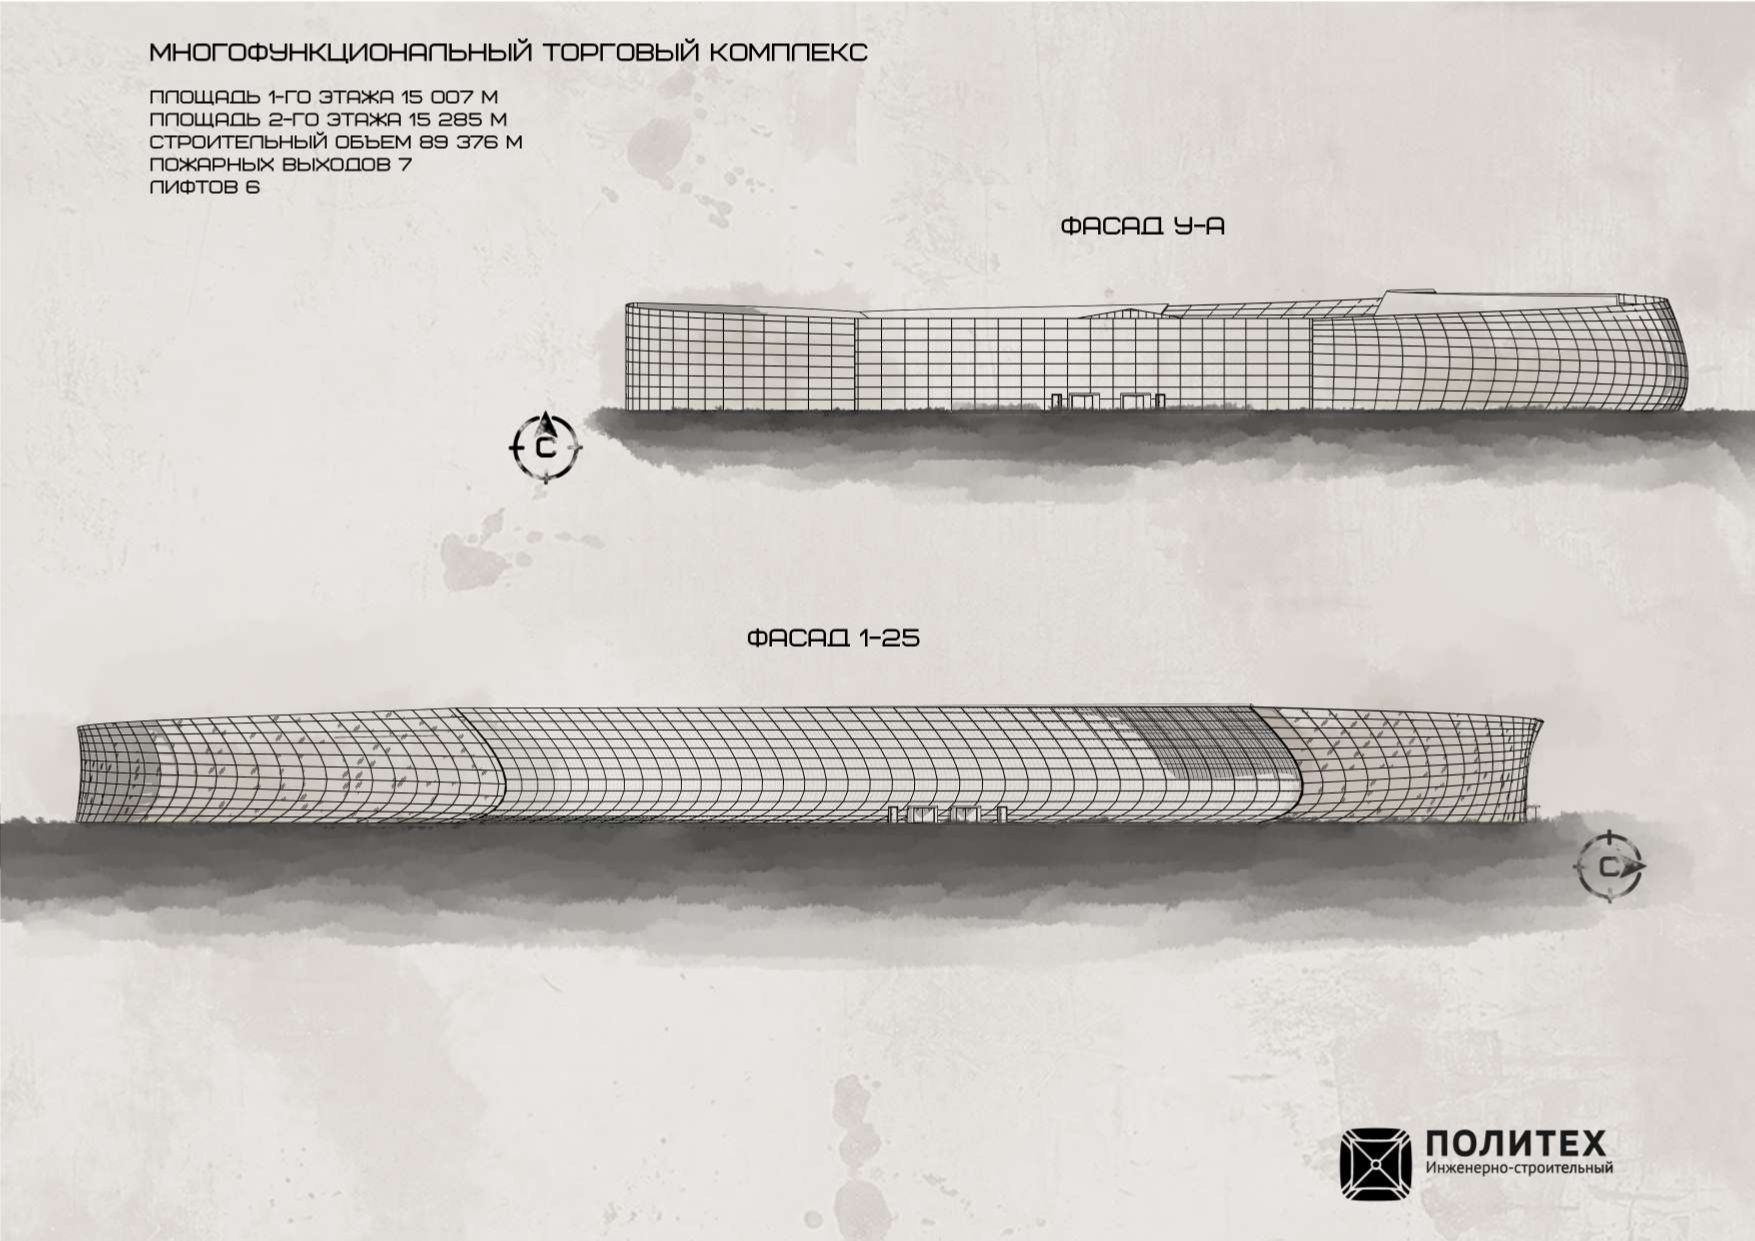 МНОГОФУНКЦИОНАЛЬНЫЙ ТОРГОВЫЙ КОМПЛЕКС
ПЛОЩАДЬ 1-ГО ЭТАЖА 15 007 М
ПЛОЩАДЬ 2-ГО ЭТАЖА 15 285 М
СТРОИТЕЛЬНЫЙ ОБЪЕМ 89 376 М
ПОЖАРНЫХ ВЫХОДОВ 7
ЛИФТОВ 6
ФАСАД У-А
С
ФАСАД 1-25
С
ПОЛИТЕХ
Инженерно-строительный